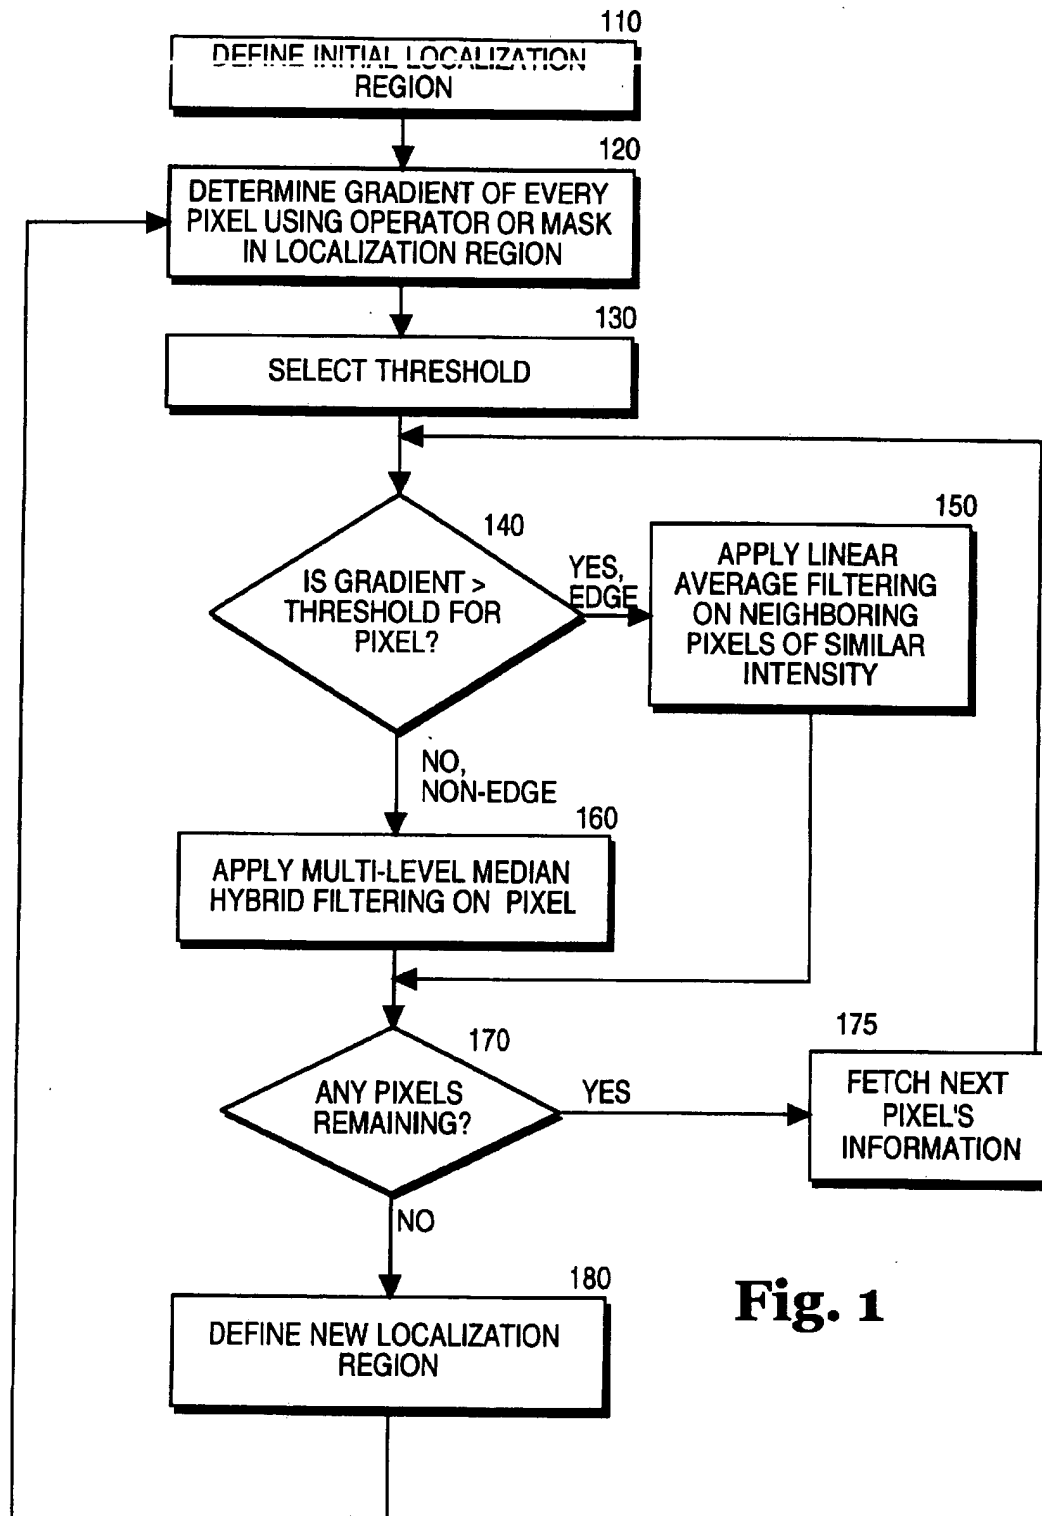 110
DEFINE INITIAL LOCALIZATION
REGION
120
DETERMINE GRADIENT OF EVERY
PIXEL USING OPERATOR OR MASK
IN LOCALIZATION REGION
130
SELECT THRESHOLD
140
IS GRADIENT >
THRESHOLD FOR
PIXEL?
YES,
EDGE
150
APPLY LINEAR
AVERAGE FILTERING
ON NEIGHBORING
PIXELS OF SIMILAR
INTENSITY
NO,
NON-EDGE
160
APPLY MULTI-LEVEL MEDIAN
HYBRID FILTERING ON PIXEL
170
ANY PIXELS
REMAINING?
YES
175
FETCH NEXT
PIXEL'S
INFORMATION
NO
180
DEFINE NEW LOCALIZATION
REGION
Fig. 1